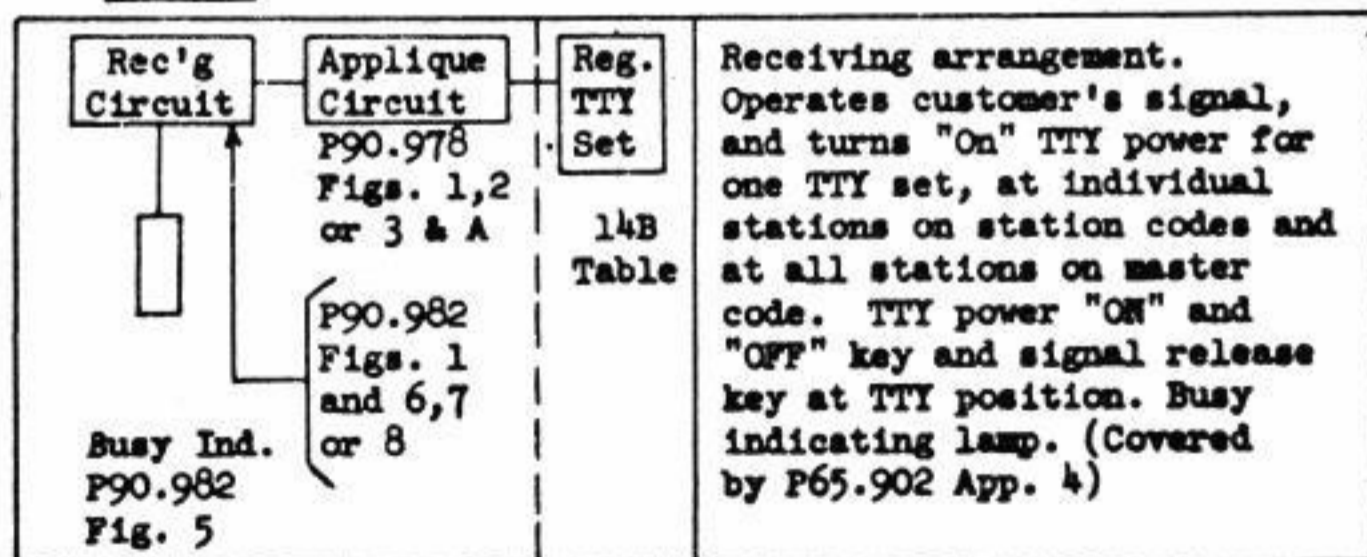 Rec'g
Circuit
Applique
Circuit
P90.978
Figs. 1,2
or 3 & A
P90.982
Figs. 1
and 6,7
or 8
Busy Ind.
P90.982
Fig. 5
Reg.
TTY
Set
14B
Table
Receiving arrangement.
Operates customer's signal,
and turns "On" TTY power for
one TTY set, at individual
stations on station codes and
at all stations on master
code. TTY power "ON" and
"OFF" key and signal release
key at TTY position. Busy
indicating lamp. (Covered
by P65.902 App. 4)